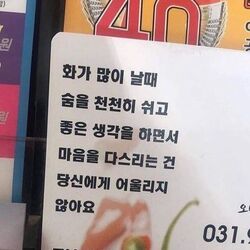 40
원
화가 많이 날때
숨을 천천히 쉬고
좋은 생각을 하면서
마음을 다스리는 건
당신에게 어울리지
않아요
031.